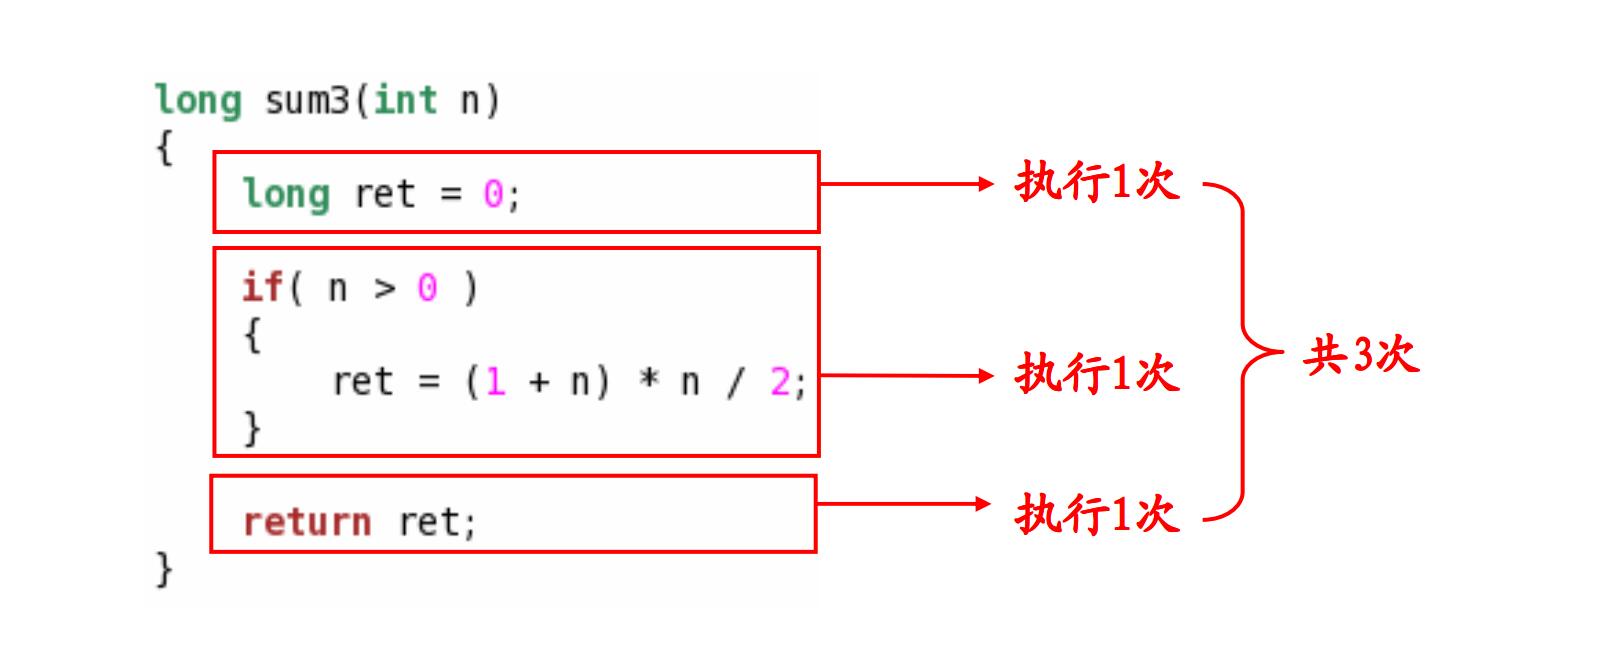 long sum3(int n)
{
long ret = 0;
执行1次
if( n > 0 )
{
ret = (1 + n) * n / 2;
执行1次
共3次
}
return ret;
执行1次
}